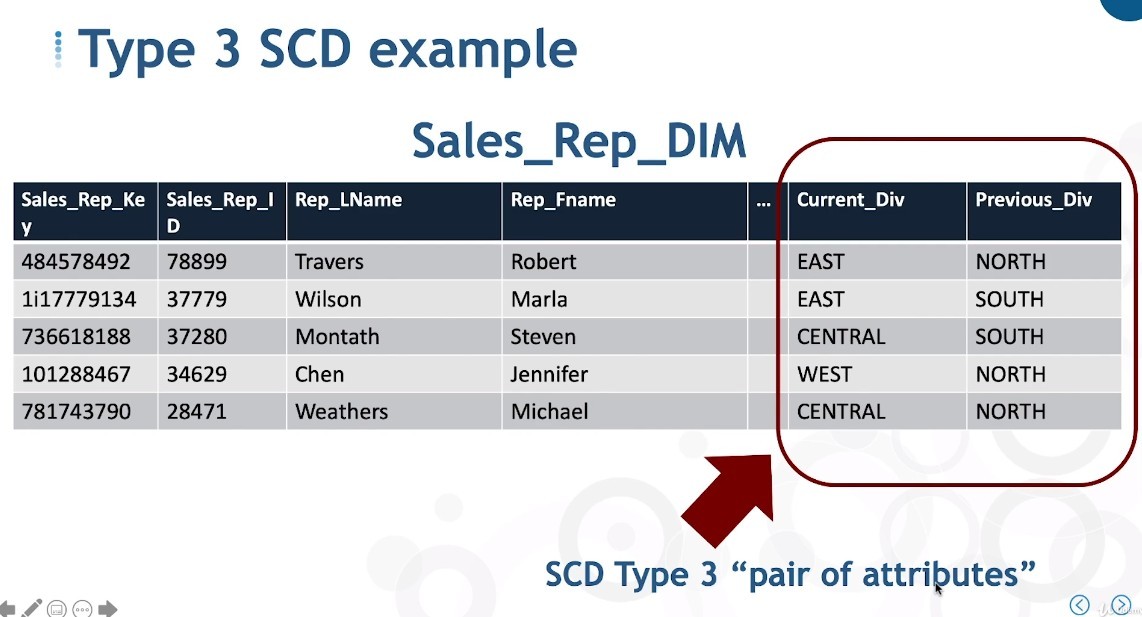 Type 3 SCD example
Sales_Rep_DIM
Sales_Rep_Ke Sales_Rep_I Rep_LName Rep_Fname ... Current_Div Previous_Div
y D
484578492 78899 Travers Robert EAST NORTH
1i17779134 37779 Wilson Marla EAST SOUTH
736618188 37280 Montath Steven CENTRAL SOUTH
101288467 34629 Chen Jennifer WEST NORTH
781743790 28471 Weathers Michael CENTRAL NORTH
SCD Type 3 “pair of attributes”